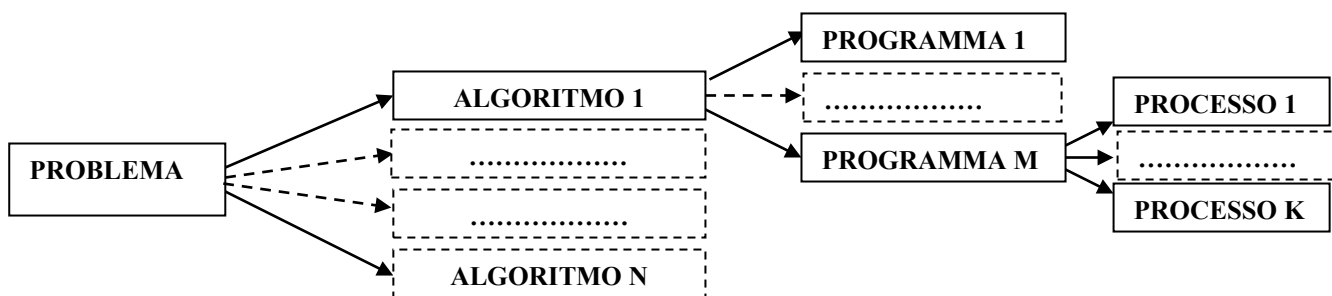 PROBLEMA
ALGORITMO 1
..................
..................
ALGORITMO N
PROGRAMMA 1
..................
PROGRAMMA M
PROCESSO 1
..................
PROCESSO K